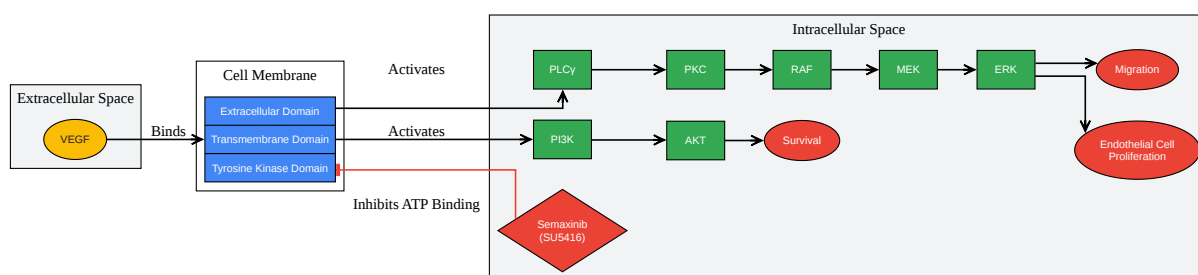 Intracellular Space
Cell Membrane
Extracellular Space
VEGF
Binds
Extracellular Domain
Transmembrane Domain
Tyrosine Kinase Domain
Activates
Activates
Inhibits ATP Binding
PLCγ
PKC
RAF
MEK
ERK
Migration
PI3K
AKT
Survival
Endothelial Cell
Proliferation
Semaxinib
(SU5416)